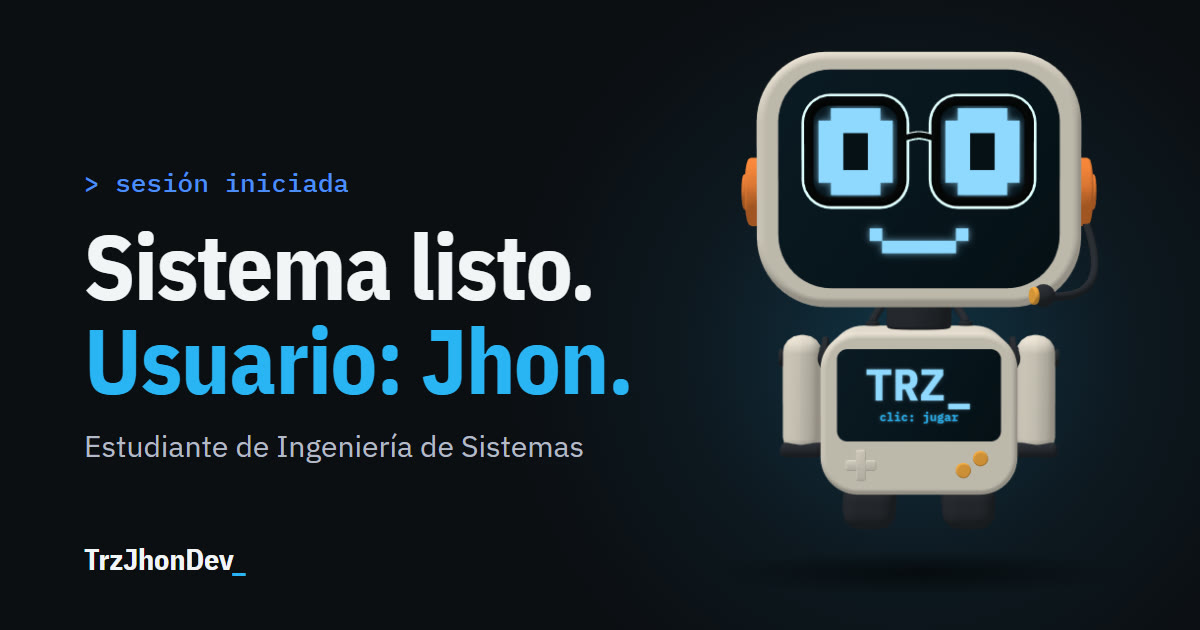 > sesión iniciada
Sistema listo.
Usuario: Jhon.
Estudiante de Ingeniería de Sistemas
TrzJhonDev_
TRZ_
clic: jugar